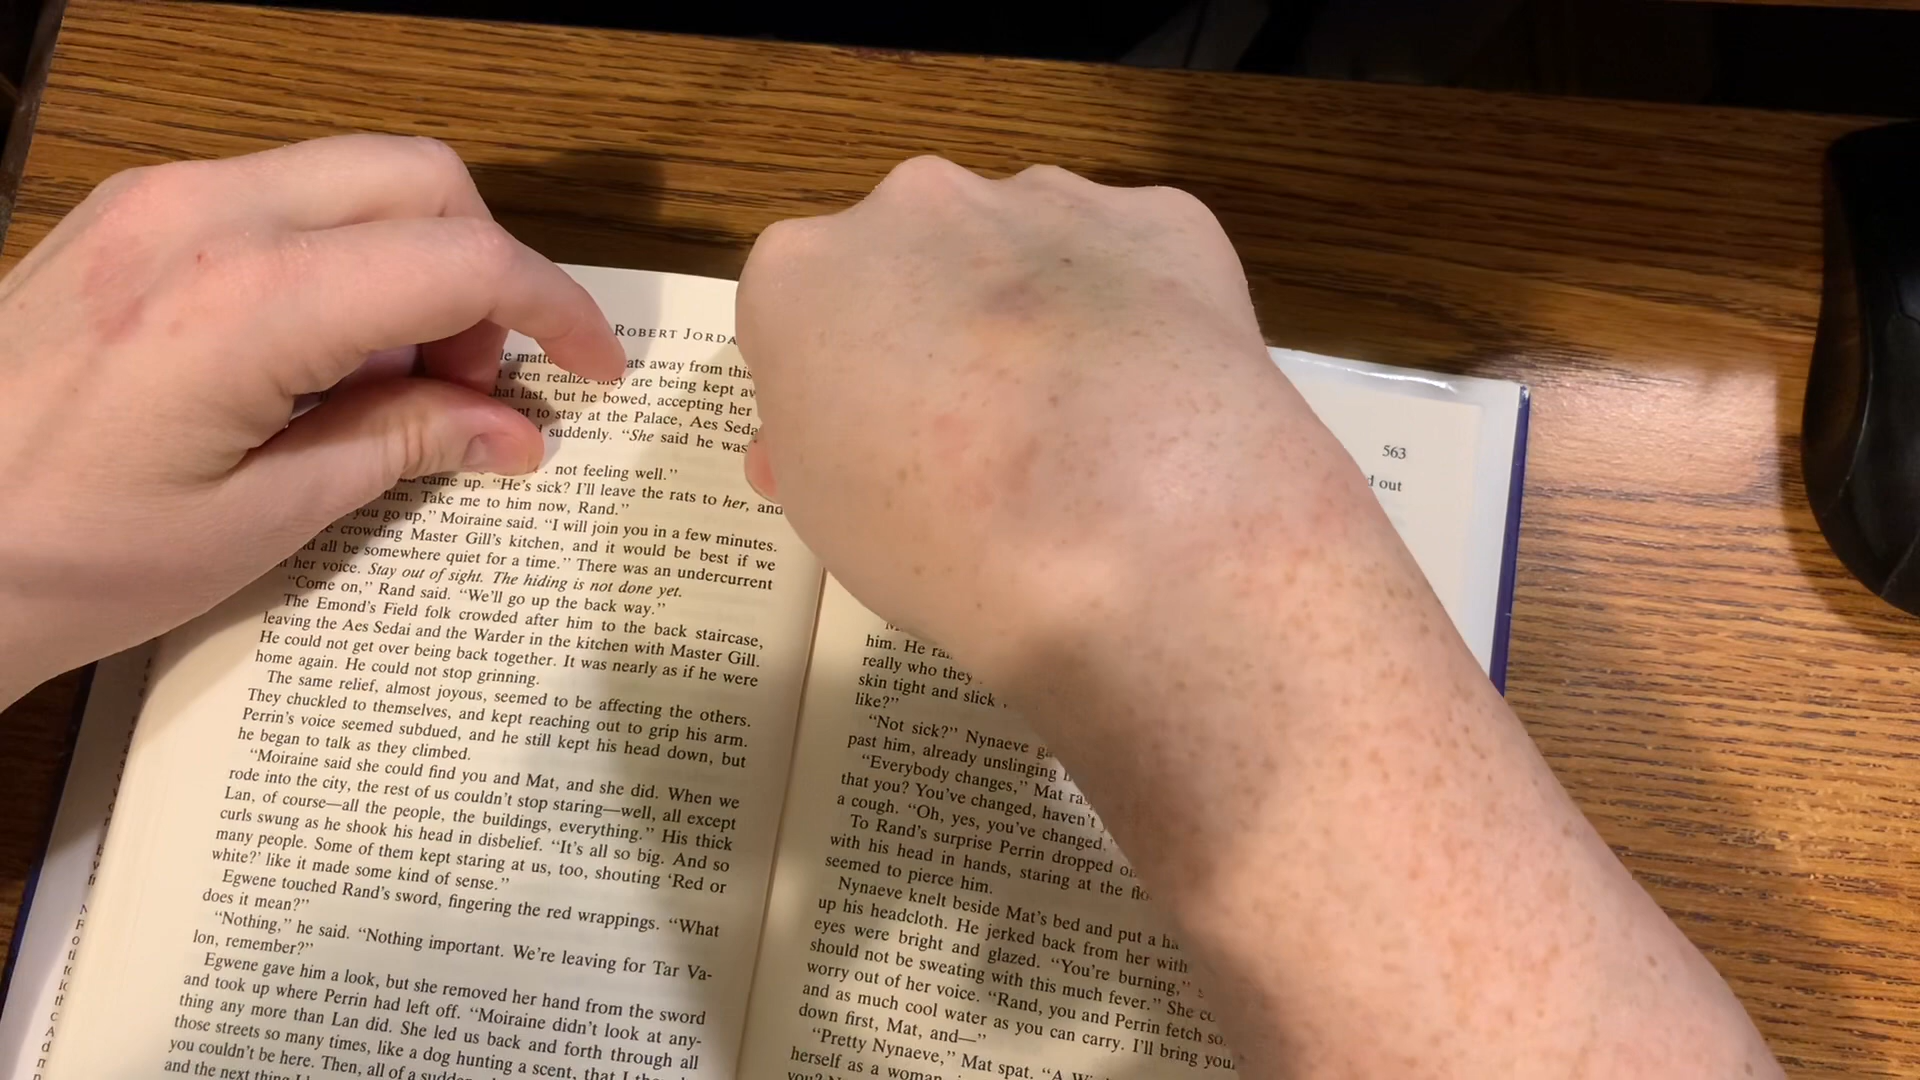 ROBERT JORDA
ats away from this
even realize they are being kept
hat last, but he bowed, accepting her
to stay at the Palace, Aes Seda
suddenly. “She said he was
. not feeling well.”
came up. “He’s sick? I’ll leave the rats to her, and
him. Take me to him now, Rand.”
you go up,” Moiraine said. “I will join you in a few minutes.
crowding Master Gill’s kitchen, and it would be best if we
all be somewhere quiet for a time.” There was an undercurrent
her voice. Stay out of sight. The hiding is not done yet.
“Come on,” Rand said. “We’ll go up the back way.”
The Emond’s Field folk crowded after him to the back staircase,
leaving the Aes Sedai and the Warder in the kitchen with Master Gill.
He could not get over being back together. It was nearly as if he were
home again. He could not stop grinning.
The same relief, almost joyous, seemed to be affecting the others.
They chuckled to themselves, and kept reaching out to grip his arm.
Perrin’s voice seemed subdued, and he still kept his head down, but
he began to talk as they climbed.
“Moiraine said she could find you and Mat, and she did. When we
rode into the city, the rest of us couldn’t stop staring—well, all except
Lan, of course—all the people, the buildings, everything.” His thick
curls swung as he shook his head in disbelief. “It’s all so big. And so
many people. Some of them kept staring at us, too, shouting ‘Red or
white?’ like it made some kind of sense.”
Egwene touched Rand’s sword, fingering the red wrappings. “What
does it mean?”
“Nothing,” he said. “Nothing important. We’re leaving for Tar Va-
lon, remember?”
Egwene gave him a look, but she removed her hand from the sword
and took up where Perrin had left off. “Moiraine didn’t look at any-
thing any more than Lan did. She led us back and forth through all
those streets so many times, like a dog hunting a scent, that I
you couldn’t be here. Then, all of a
and the next thing
563
out
him. He
really who they
skin tight and slick
like?”
“Not sick?” Nynaeve
past him, already unslinging
“Everybody changes,” Mat
that you? You’ve changed, haven’t
a cough. “Oh, yes, you’ve changed.
To Rand’s surprise Perrin dropped
with his head in hands, staring at the
seemed to pierce him.
Nynaeve knelt beside Mat’s bed and put a
up his headcloth. He jerked back from her with
eyes were bright and glazed. “You’re burning,”
should not be sweating with this much fever.” She
worry out of her voice. “Rand, you and Perrin fetch
and as much cool water as you can carry. I’ll bring your
down first, Mat, and—”
“Pretty Nynaeve,” Mat spat. “A
herself as a woman
you?